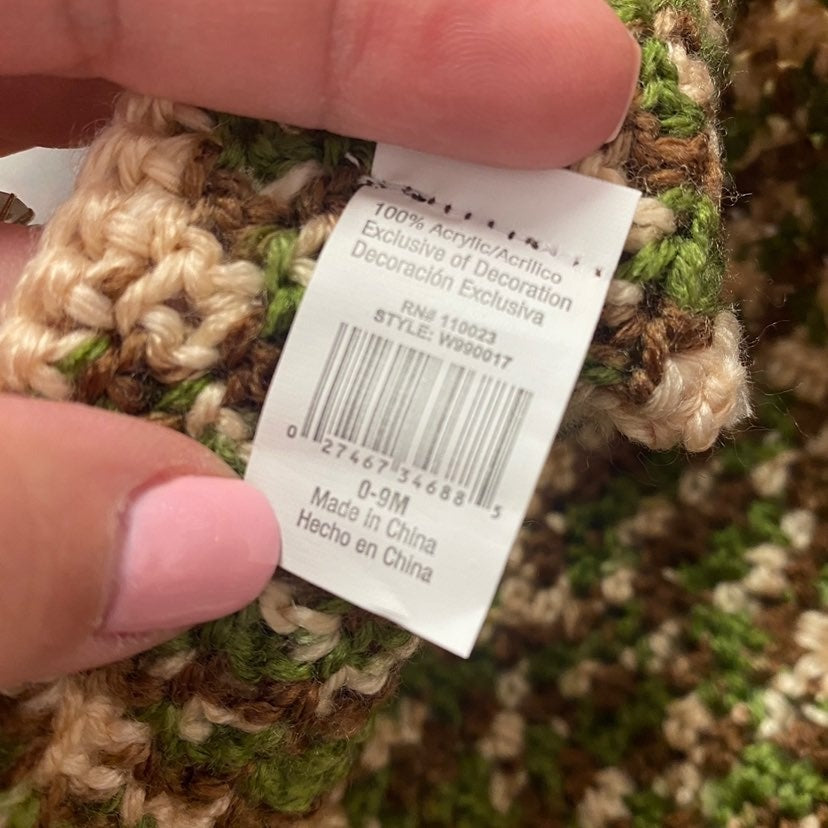 100% Acrylic/Acrílico
Exclusive of Decoration
Decoración Exclusiva
RN# 110023
STYLE: W990017
0 27467 34688 5
0-9M
Made in China
Hecho en China